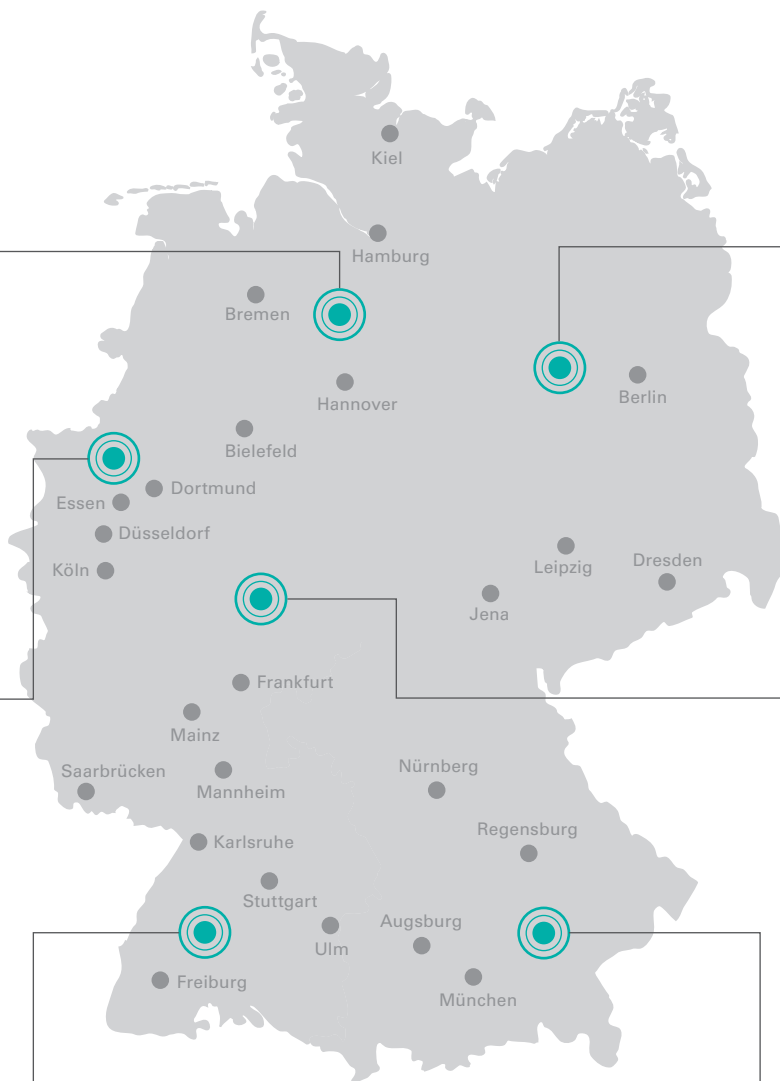 Kiel
Hamburg
Bremen
Berlin
Hannover
Bielefeld
Dortmund
Essen
Düsseldorf
Leipzig
Dresden
Köln
Jena
Frankfurt
Mainz
Nürnberg
Saarbrücken
Mannheim
Regensburg
Karlsruhe
Stuttgart
Augsburg
Ulm
Freiburg
München